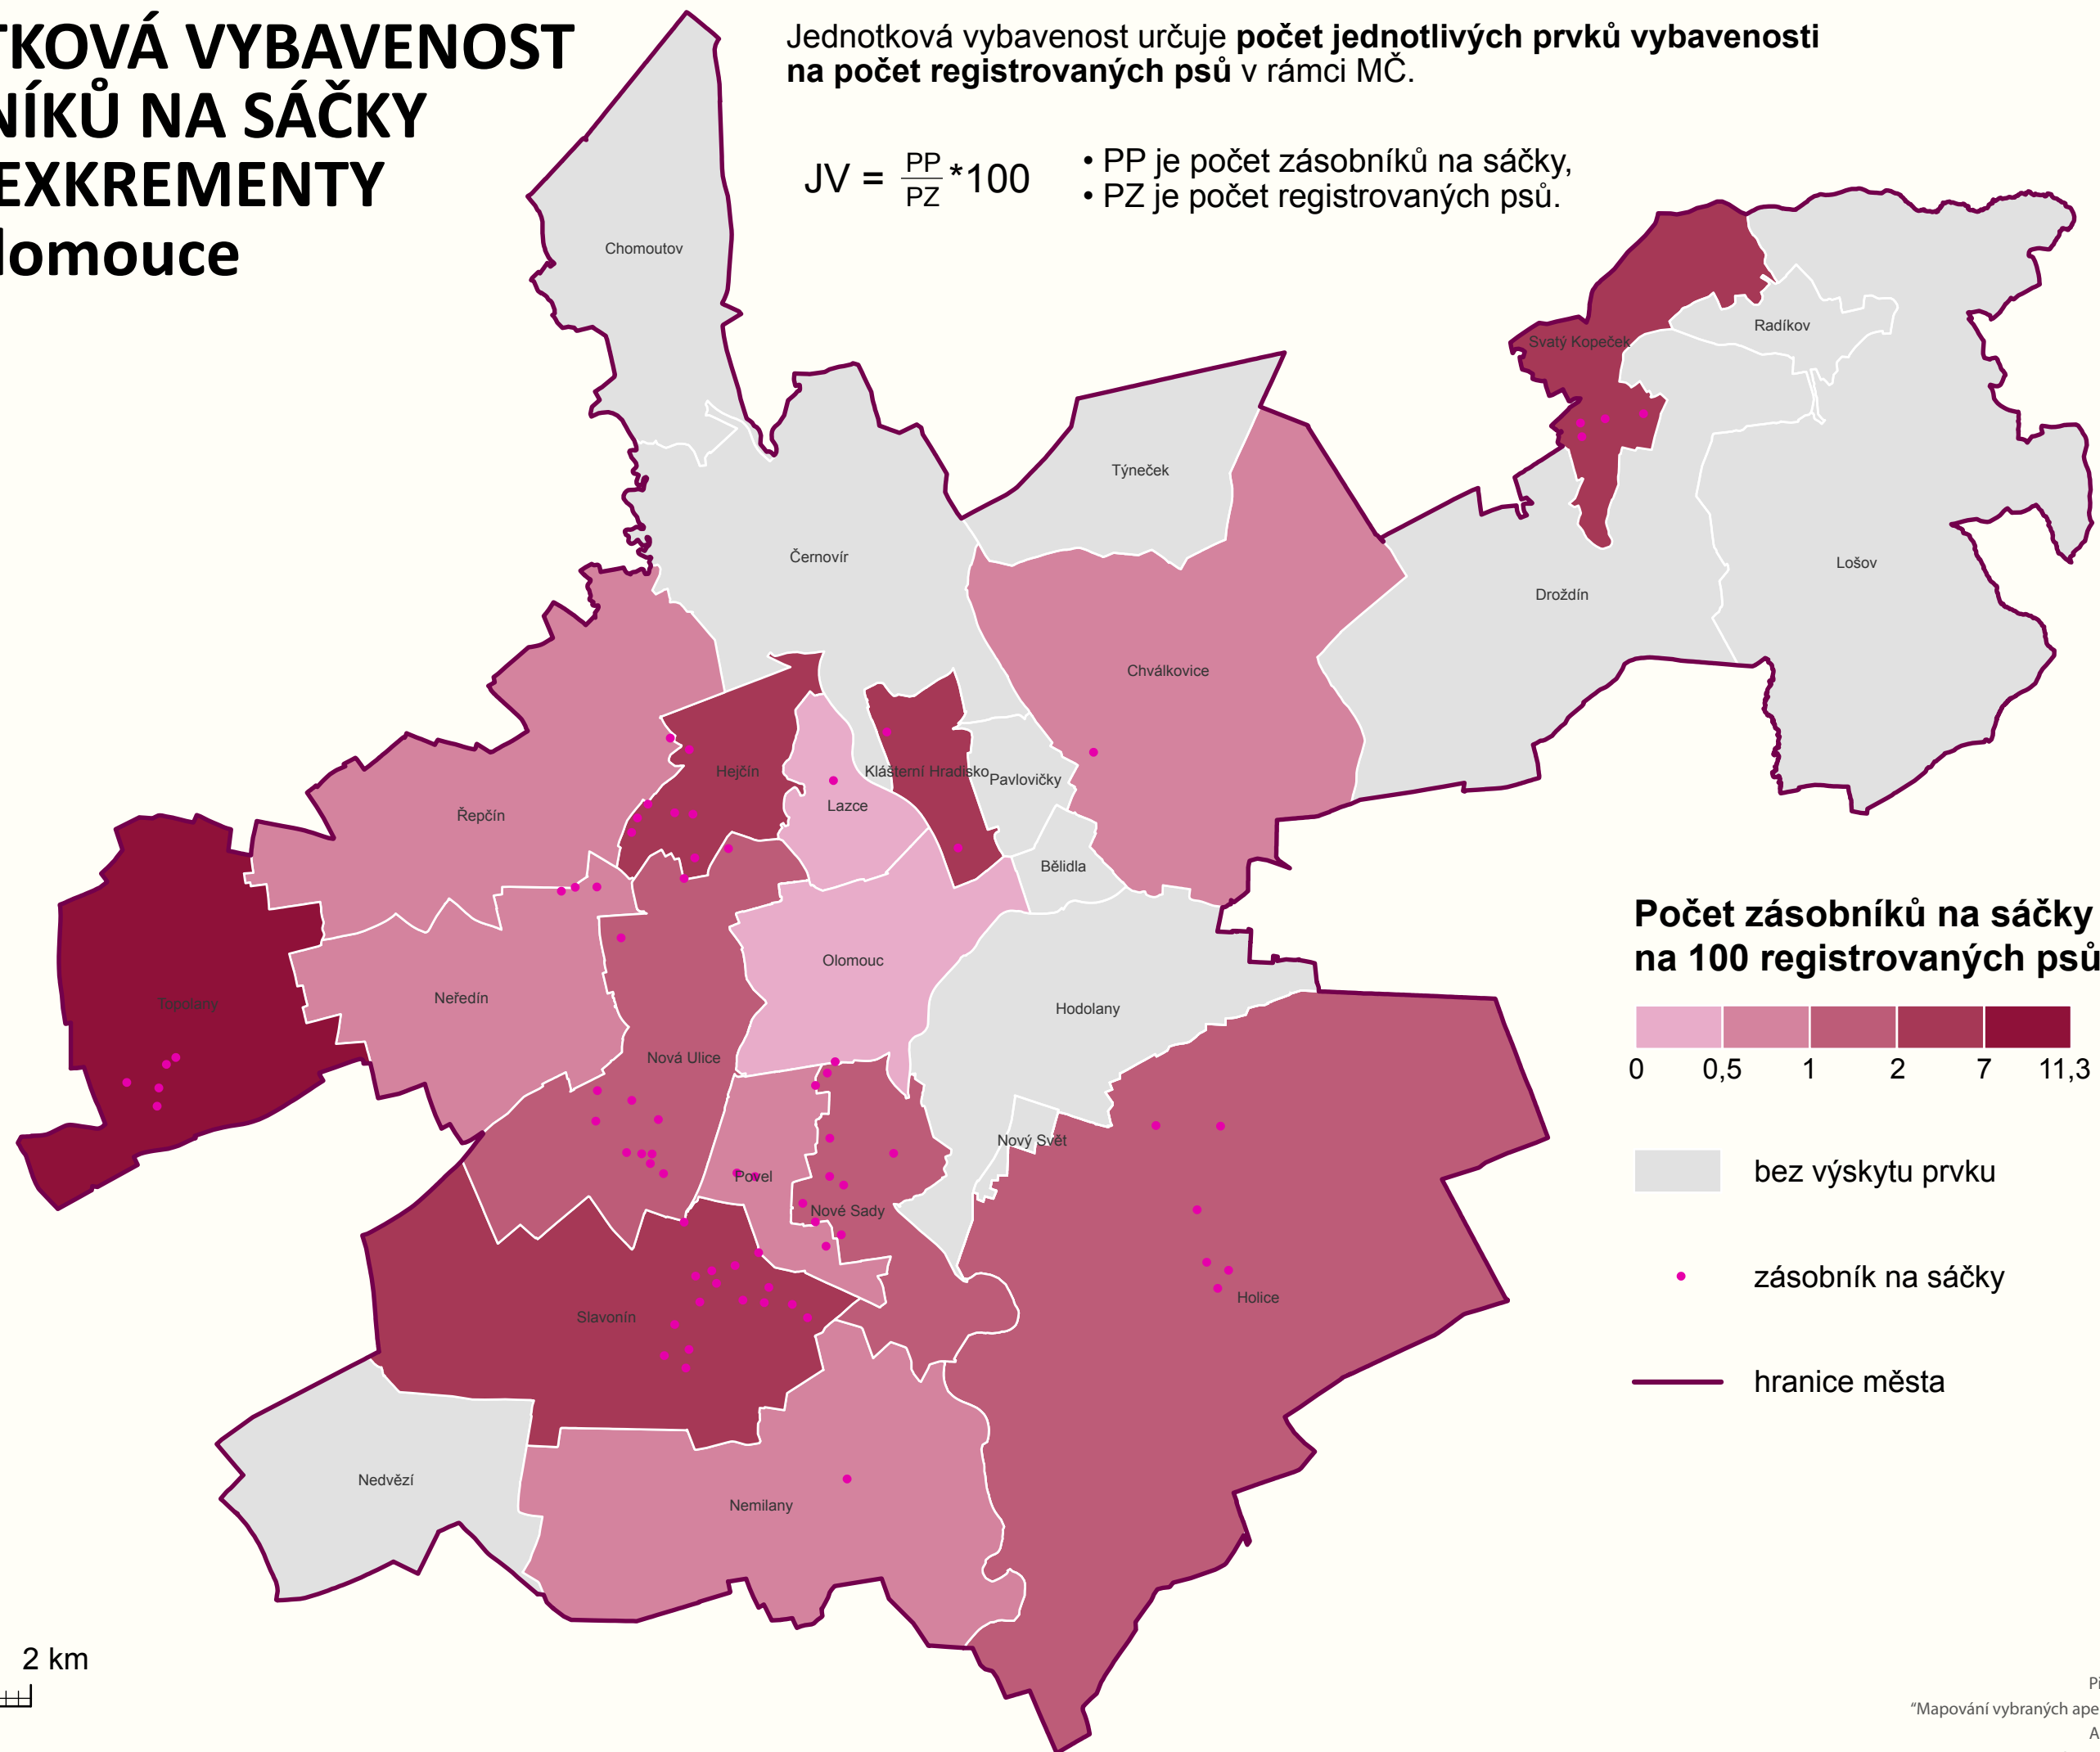 TKOVÁ VYBAVENOST
NÍKŮ NA SÁČKY
EXKREMENTY
lomouce
Jednotková vybavenost určuje počet jednotlivých prvků vybavenosti
na počet registrovaných psů v rámci MČ.
JV = PP/PZ *100
• PP je počet zásobníků na sáčky,
• PZ je počet registrovaných psů.
Chomoutov
Radíkov
Svatý Kopeček
Týneček
Černovír
Lošov
Droždín
Chválkovice
Hejčín
Klášterní Hradisko
Pavlovičky
Lazce
Řepčín
Bělidla
Olomouc
Neředín
Topolany
Hodolany
Nová Ulice
Nový Svět
Povel
Nové Sady
Holice
Slavonín
Nedvězí
Nemilany
Počet zásobníků na sáčky
na 100 registrovaných psů
0 0,5 1 2 7 11,3
bez výskytu prvku
zásobník na sáčky
hranice města
2 km
Př
“Mapování vybraných ape
A